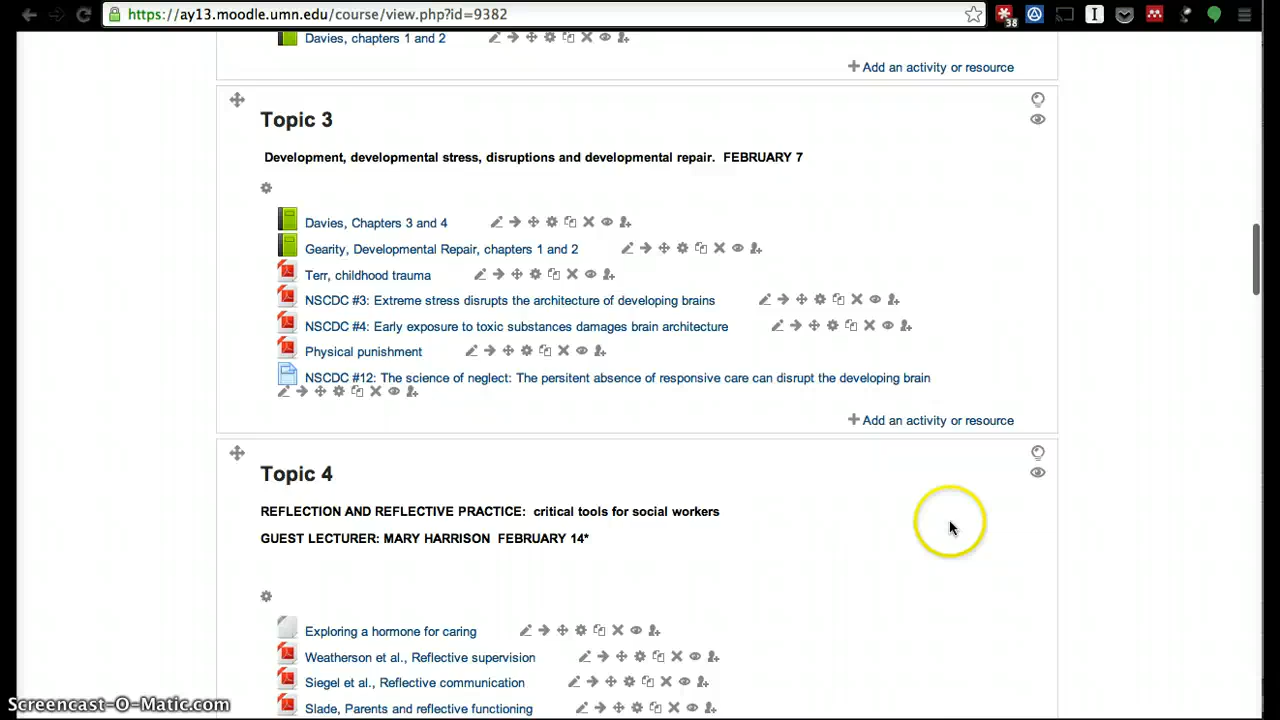 https://ay13.moodle.umn.edu/course/view.php?id=9382
38
Davies, chapters 1 and 2
Add an activity or resource
Topic 3
Development, developmental stress, disruptions and developmental repair. FEBRUARY 7
Davies, Chapters 3 and 4
Gearity, Developmental Repair, chapters 1 and 2
Terr, childhood trauma
NSCDC #3: Extreme stress disrupts the architecture of developing brains
NSCDC #4: Early exposure to toxic substances damages brain architecture
Physical punishment
NSCDC #12: The science of neglect: The persitent absence of responsive care can disrupt the developing brain
Add an activity or resource
Topic 4
REFLECTION AND REFLECTIVE PRACTICE: critical tools for social workers
GUEST LECTURER: MARY HARRISON FEBRUARY 14*
Exploring a hormone for caring
Weatherson et al., Reflective supervision
Siegel et al., Reflective communication
Slade, Parents and reflective functioning
Screencast-O-Matic.com